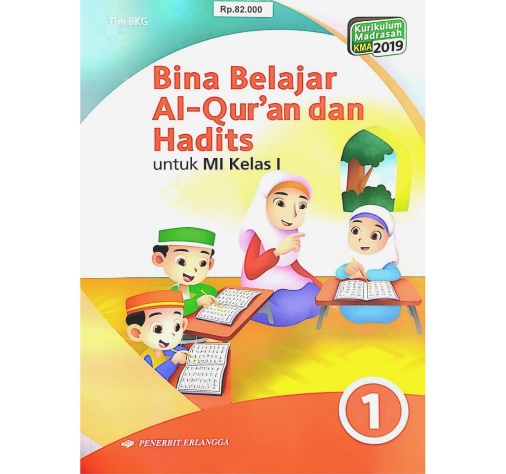 Tim BKG
Rp.82.000
Kurikulum
Madrasah
KMA 2019
Bina Belajar
Al-Qur'an dan
Hadits
untuk MI Kelas I
1
PENERBIT ERLANGGA